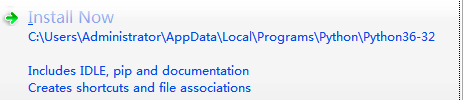 Install Now
C:\Users\Administrator\AppData\Local\Programs\Python\Python36-32
Includes IDLE, pip and documentation
Creates shortcuts and file associations